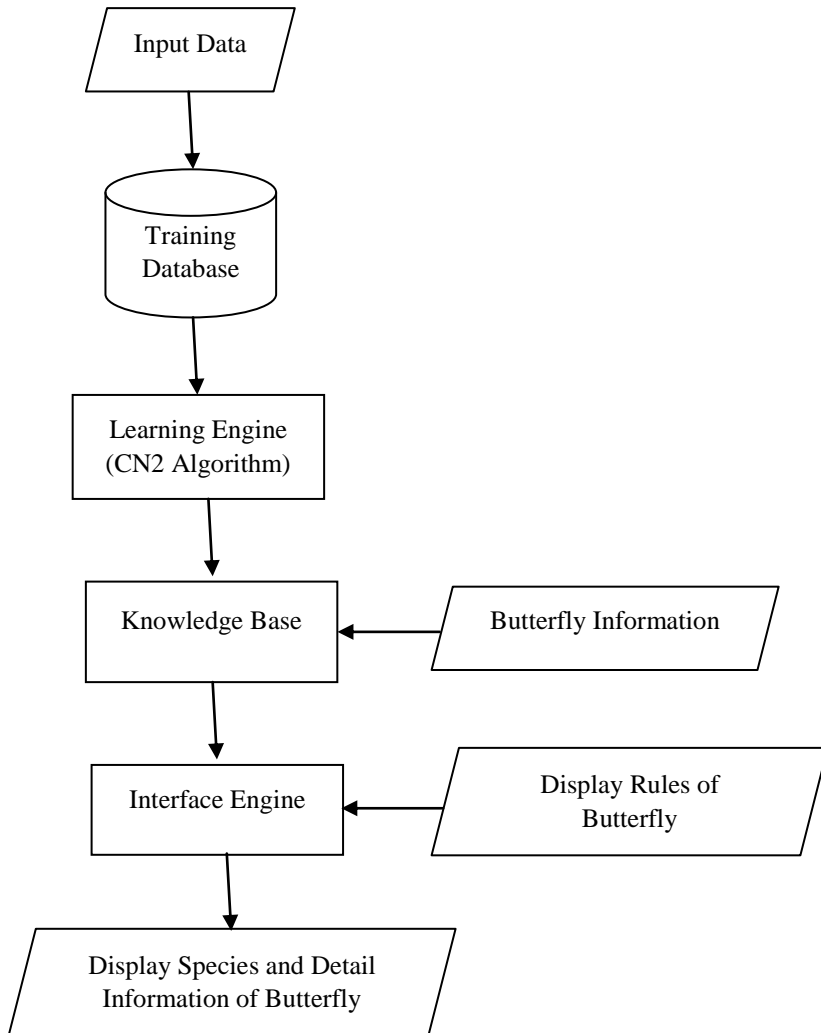 Input Data
Training
Database
Learning Engine
(CN2 Algorithm)
Knowledge Base
Butterfly Information
Interface Engine
Display Rules of
Butterfly
Display Species and Detail
Information of Butterfly